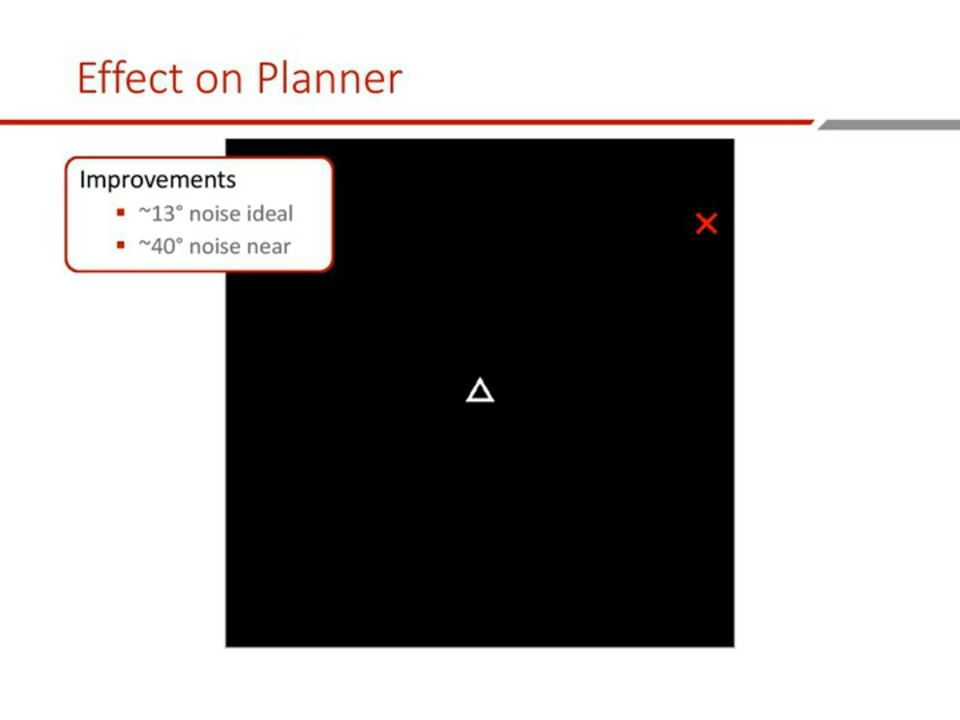 Effect on Planner
Improvements
~13° noise ideal
~40° noise near